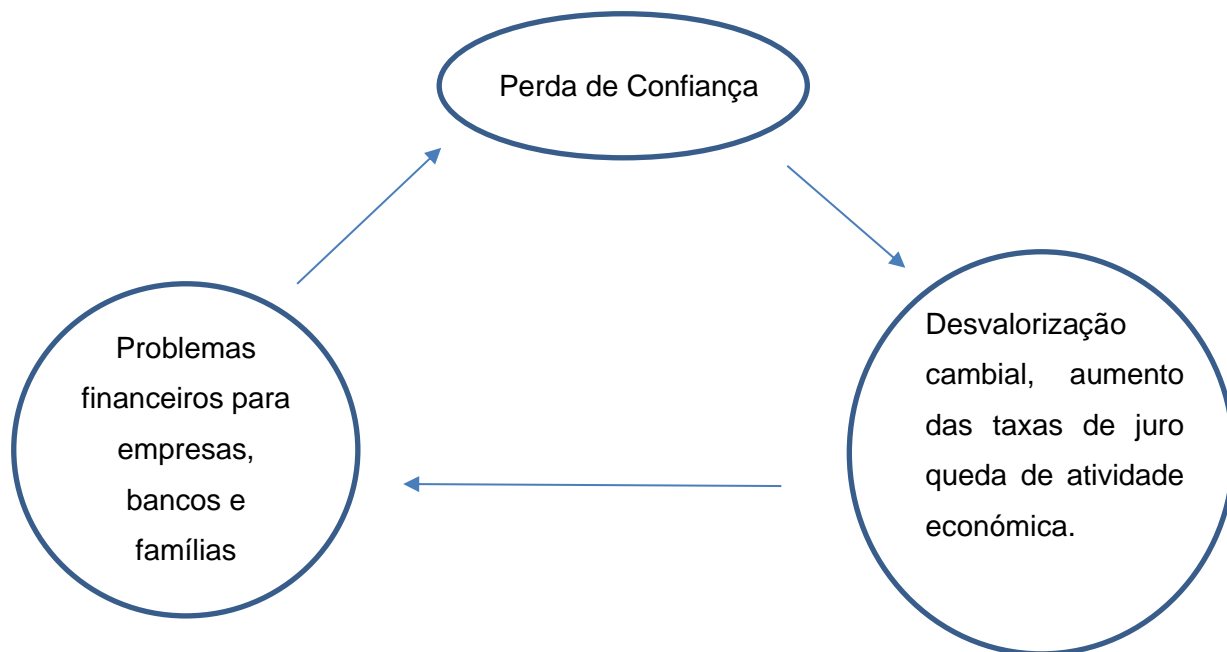 Perda de Confiança
Desvalorização
cambial, aumento
das taxas de juro
queda de atividade
económica.
Problemas
financeiros para
empresas,
bancos e
famílias